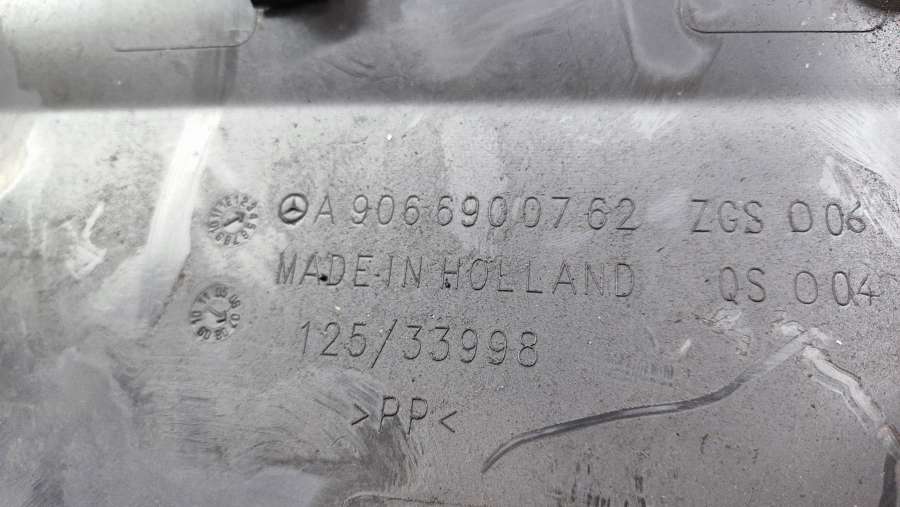 A 906 690 07 62 ZGS 006
MADE IN HOLLAND QS 004
125/33998
>PP<